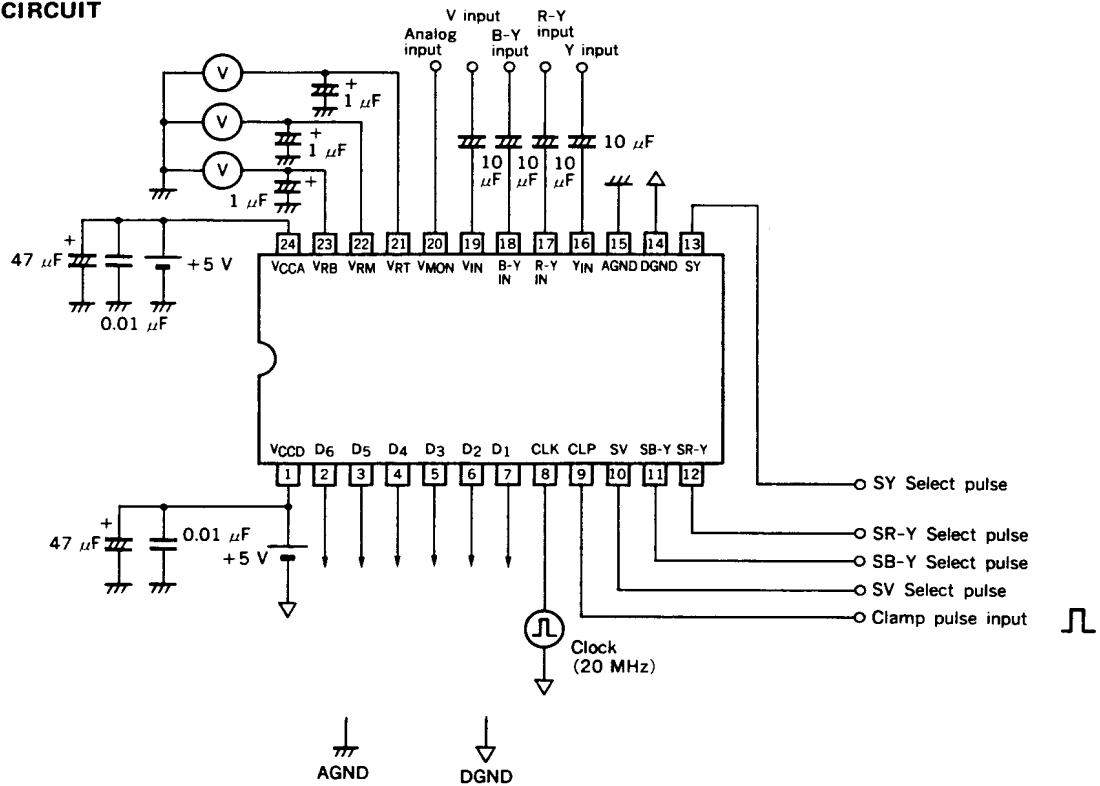 CIRCUIT
V input
R-Y input
Analog input
B-Y input
Y input
V
+
1 μF
V
+
1 μF
V
+
1 μF
10 μF
10 μF
10 μF
10 μF
+
47 μF
0.01 μF
+5 V
24 23 22 21 20 19 18 17 16 15 14 13
VCCA VRB VRM VRT VMON VIN B-Y IN R-Y IN YIN AGND DGND SY
VCCD D6 D5 D4 D3 D2 D1 CLK CLP SV SB-Y SR-Y
1 2 3 4 5 6 7 8 9 10 11 12
+
47 μF
0.01 μF
+5 V
SY Select pulse
SR-Y Select pulse
SB-Y Select pulse
SV Select pulse
Clamp pulse input
Clock
(20 MHz)
AGND
DGND